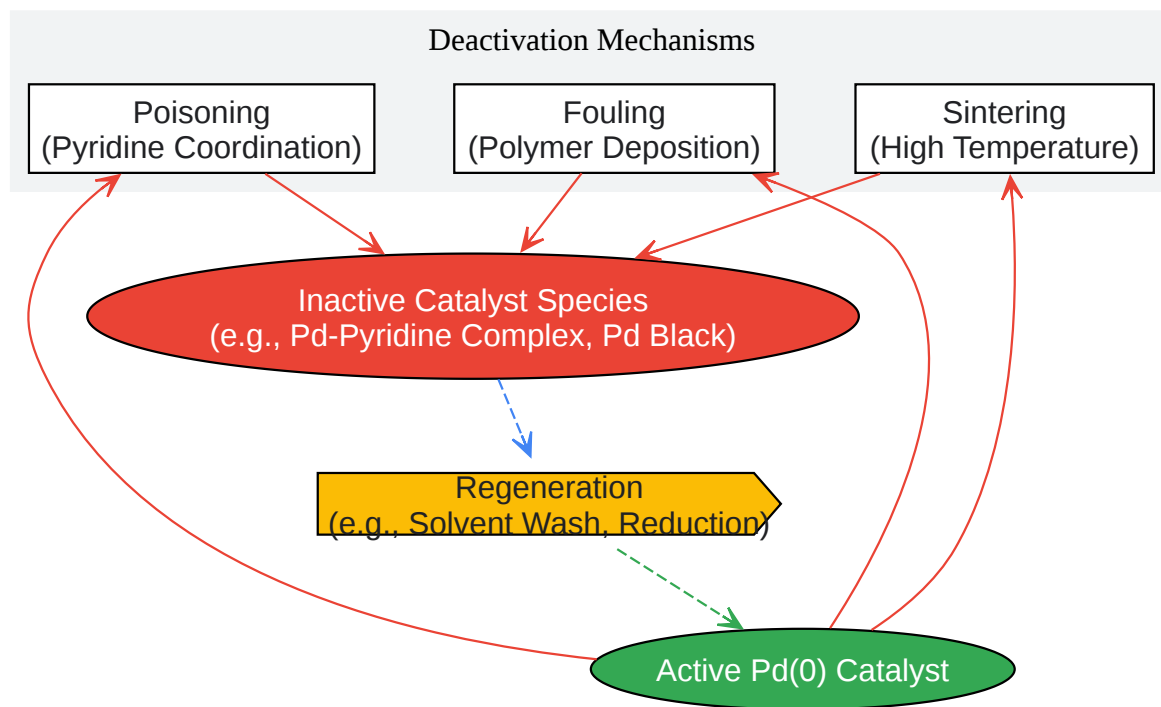 Deactivation Mechanisms
Poisoning
(Pyridine Coordination)
Fouling
(Polymer Deposition)
Sintering
(High Temperature)
Inactive Catalyst Species
(e.g., Pd-Pyridine Complex, Pd Black)
Regeneration
(e.g., Solvent Wash, Reduction)
Active Pd(0) Catalyst